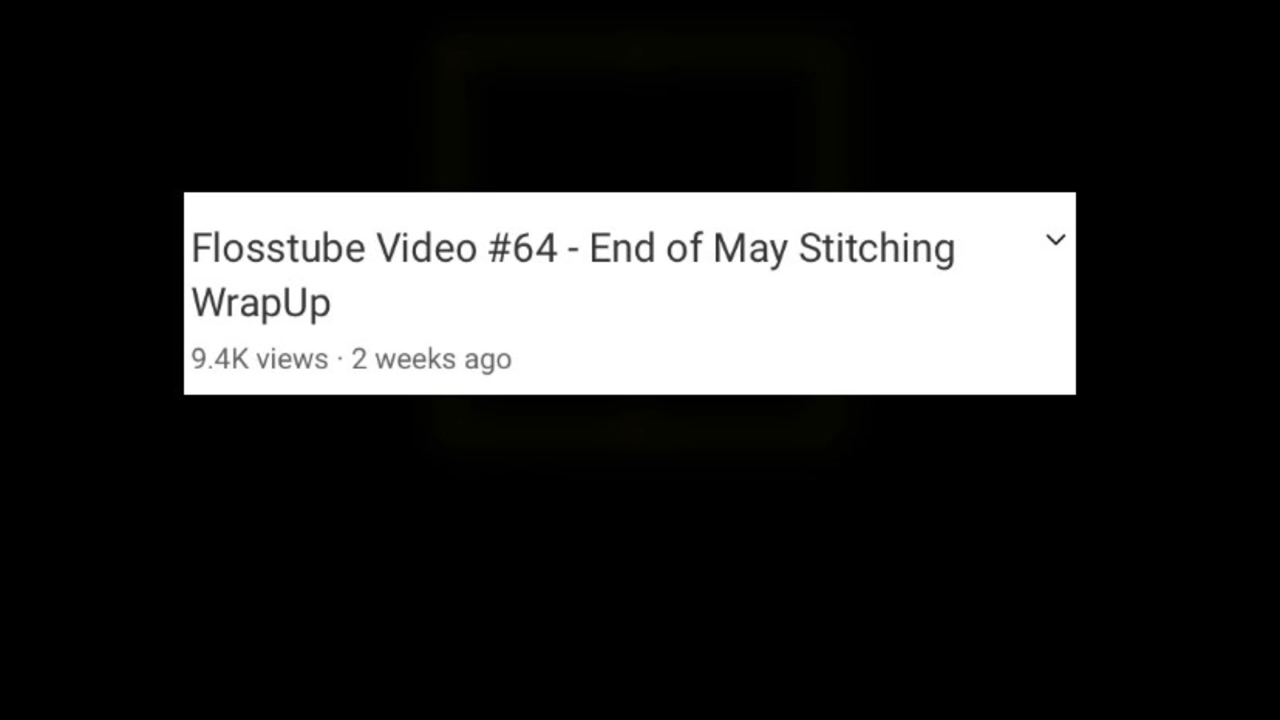 Flosstube Video #64 - End of May Stitching
WrapUp
9.4K views · 2 weeks ago